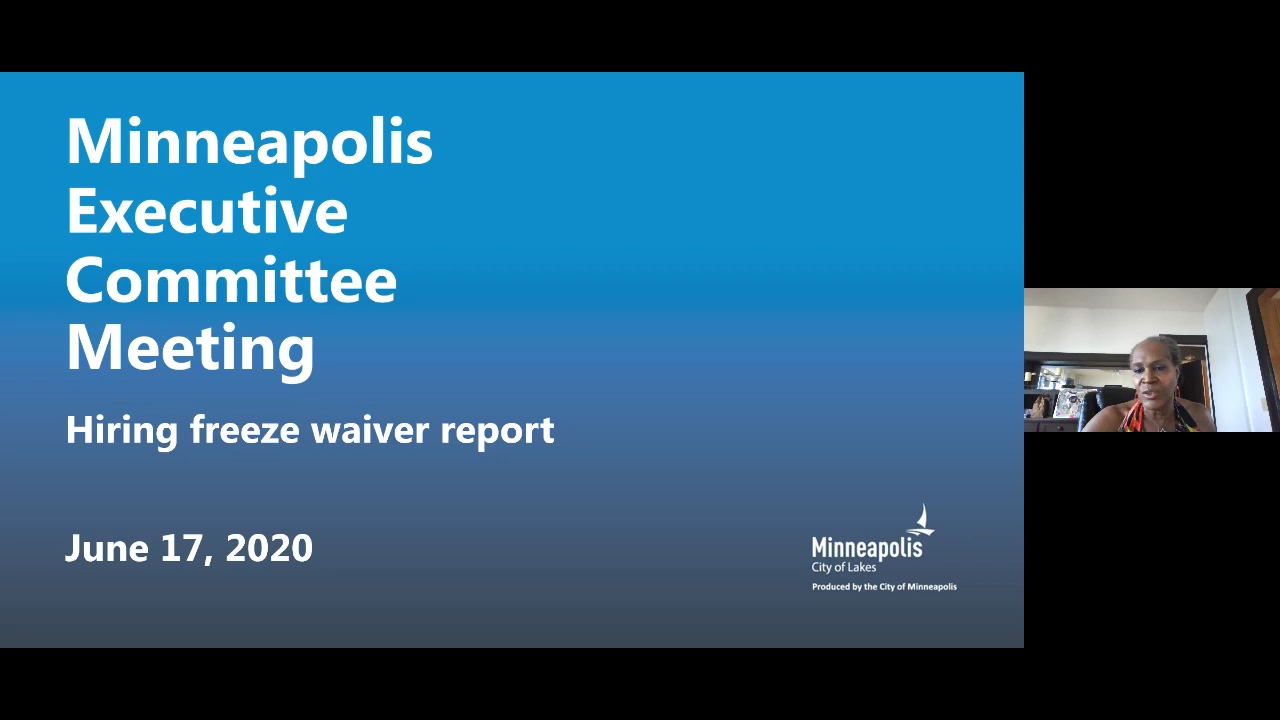 Minneapolis
Executive
Committee
Meeting
Hiring freeze waiver report
June 17, 2020
Minneapolis
City of Lakes
Produced by the City of Minneapolis